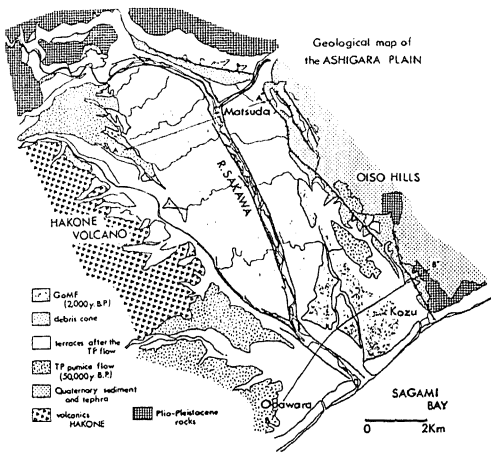 Geological map of
the ASHIGARA PLAIN
Matsuda
R. SAKAWA
OISO HILLS
HAKONE
VOLCANO
Kozu
Odawara
SAGAMI
BAY
0 2Km
GoMF
(2,000 y. B.P)
debris cone
terraces after the
TP flow
TP pumice flow
(50,000 y. B.P)
Quaternary sediment
and tephra
volcanics
HAKONE
Plio-Pleistocene
rocks